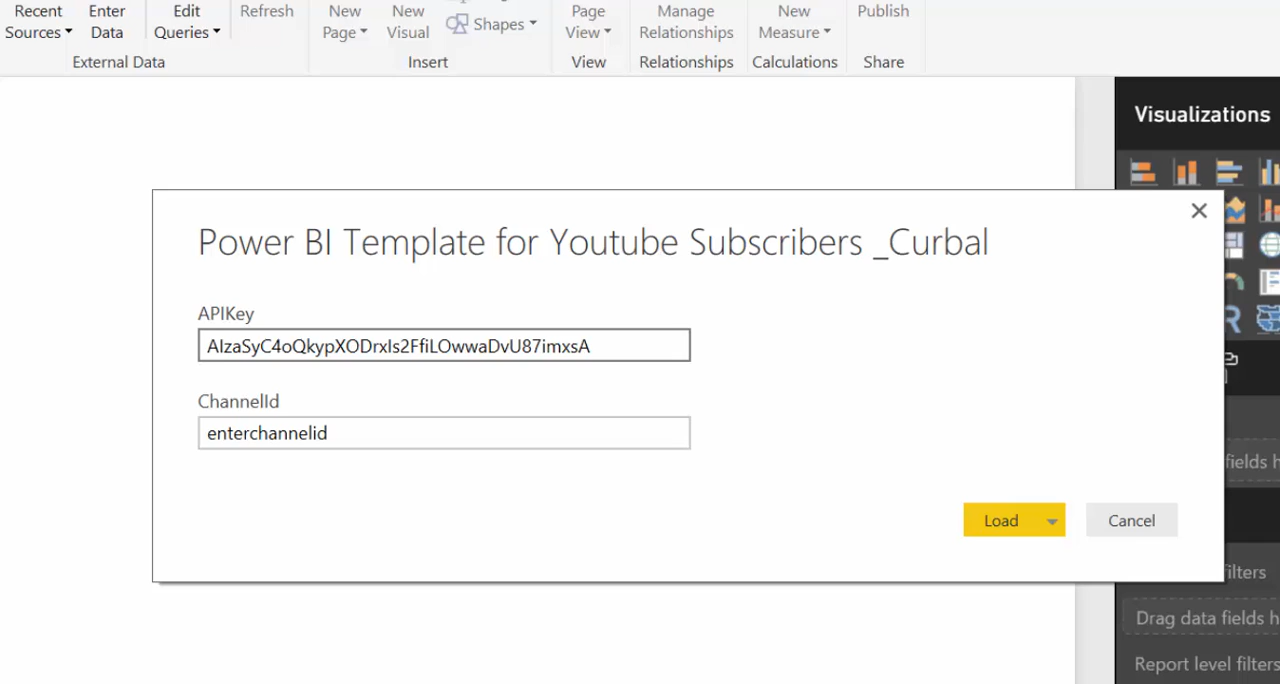 Recent Sources
Enter Data
Edit Queries
Refresh
New Page
New Visual
Shapes
Page View
Manage Relationships
New Measure
Publish
External Data
Insert
View
Relationships
Calculations
Share
Visualizations
Power BI Template for Youtube Subscribers _Curbal
APIKey
AIzaSyC4oQkypXODrxIs2FfiLOwwaDvU87imxsA
ChannelId
enterchannelid
Load
Cancel
fields h
ilters
Drag data fields h
Report level filters